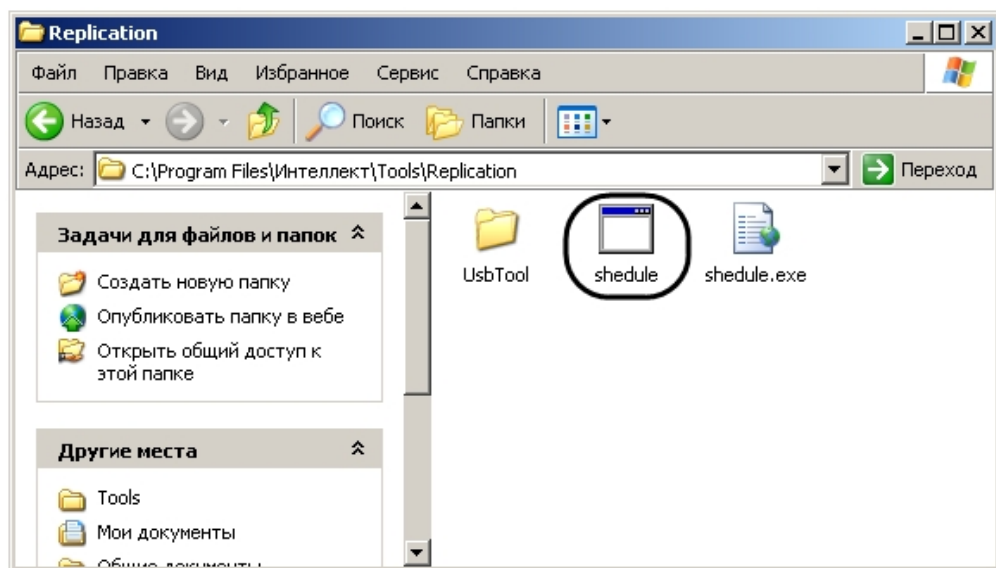 Replication
Файл Правка Вид Избранное Сервис Справка
Назад Поиск Папки
Адрес: C:\Program Files\Интеллект\Tools\Replication Переход
Задачи для файлов и папок
Создать новую папку
Опубликовать папку в вебе
Открыть общий доступ к
этой папке
Другие места
Tools
Мои документы
Общие документы
UsbTool shedule shedule.exe